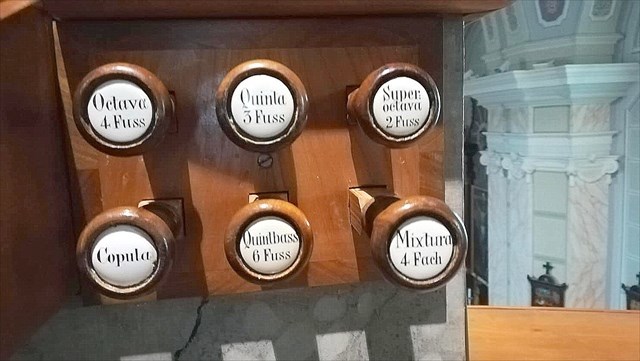 Octava
4 Fuss
Quinta
3 Fuss
Super
octava
2 Fuss
Copula
Quintbass
6 Fuss
Mixtura
4 Fach